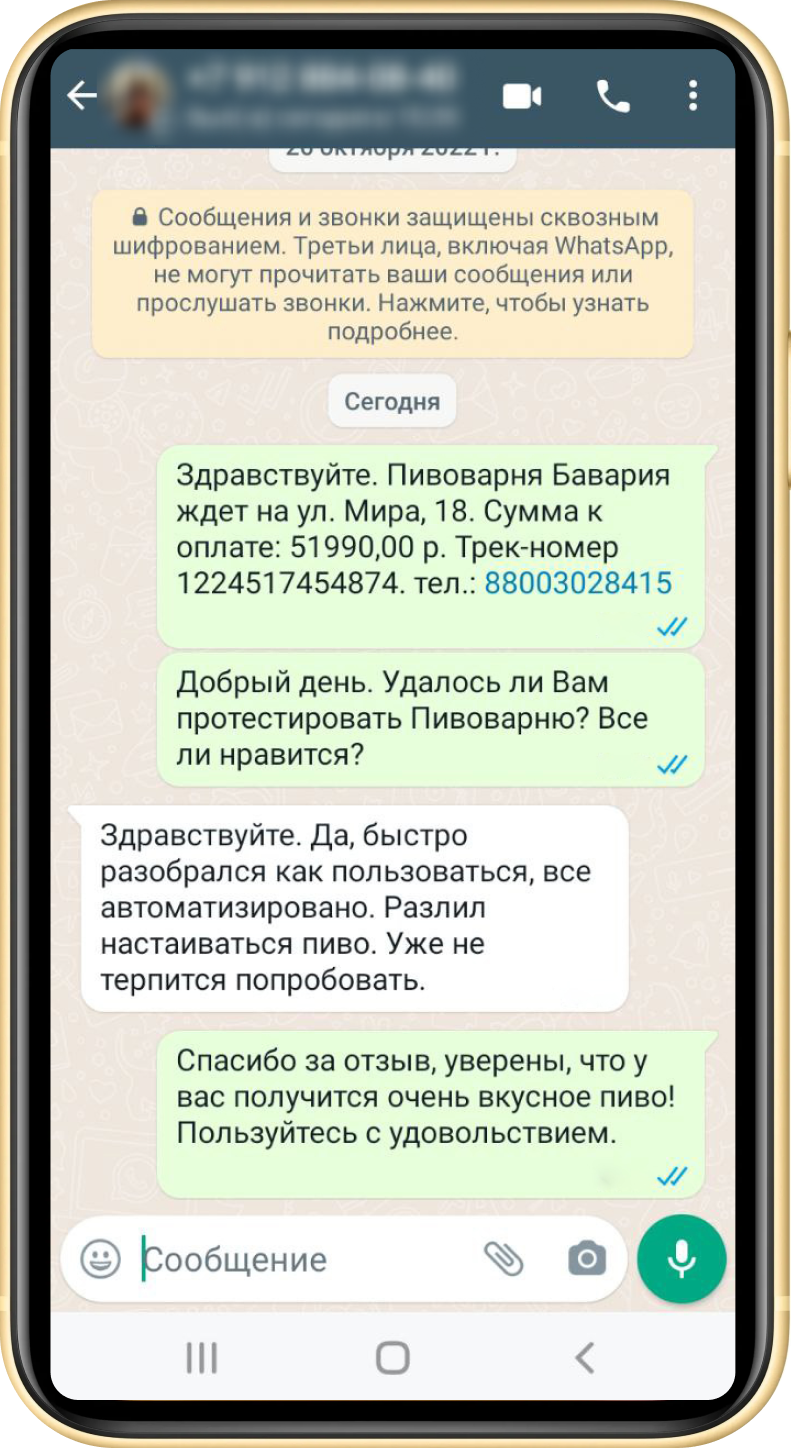 20 октября 2022 г.
Сообщения и звонки защищены сквозным
шифрованием. Третьи лица, включая WhatsApp,
не могут прочитать ваши сообщения или
прослушать звонки. Нажмите, чтобы узнать
подробнее.
Сегодня
Здравствуйте. Пивоварня Бавария
ждет на ул. Мира, 18. Сумма к
оплате: 51990,00 р. Трек-номер
1224517454874. тел.: 88003028415
Добрый день. Удалось ли Вам
протестировать Пивоварню? Все
ли нравится?
Здравствуйте. Да, быстро
разобрался как пользоваться, все
автоматизировано. Разлил
настаиваться пиво. Уже не
терпится попробовать.
Спасибо за отзыв, уверены, что у
вас получится очень вкусное пиво!
Пользуйтесь с удовольствием.
Сообщение